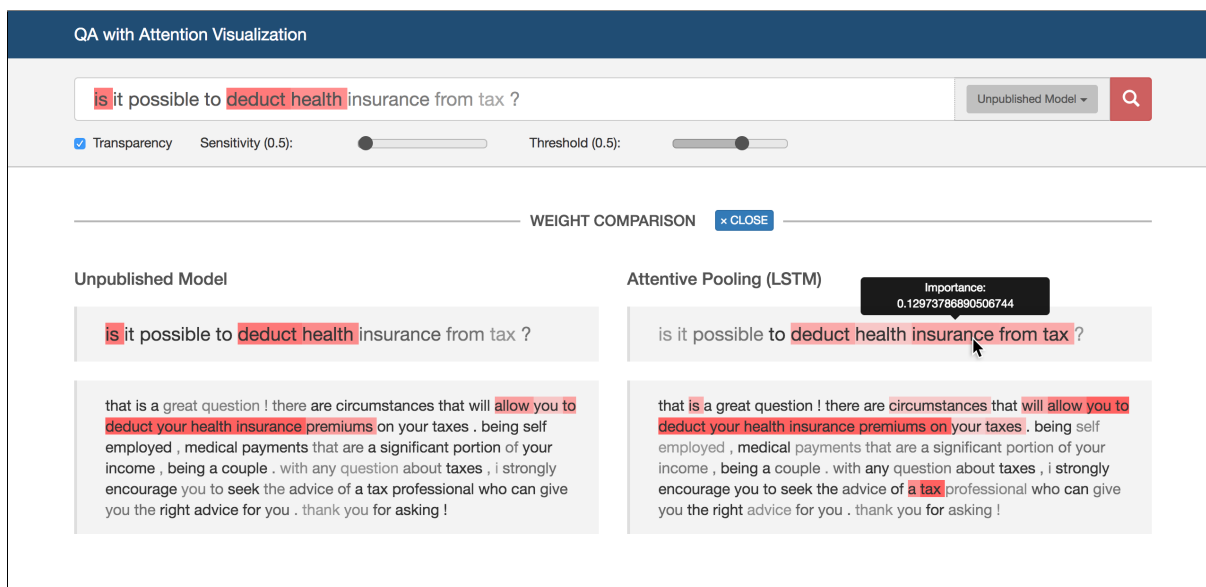 QA with Attention Visualization
is it possible to deduct health insurance from tax ?
Unpublished Model
Transparency
Sensitivity (0.5):
Threshold (0.5):
WEIGHT COMPARISON
× CLOSE
Unpublished Model
is it possible to deduct health insurance from tax ?
that is a great question ! there are circumstances that will allow you to
deduct your health insurance premiums on your taxes . being self
employed , medical payments that are a significant portion of your
income , being a couple . with any question about taxes , i strongly
encourage you to seek the advice of a tax professional who can give
you the right advice for you . thank you for asking !
Attentive Pooling (LSTM)
Importance:
0.12973786890506744
is it possible to deduct health insurance from tax ?
that is a great question ! there are circumstances that will allow you to
deduct your health insurance premiums on your taxes . being self
employed , medical payments that are a significant portion of your
income , being a couple . with any question about taxes , i strongly
encourage you to seek the advice of a tax professional who can give
you the right advice for you . thank you for asking !